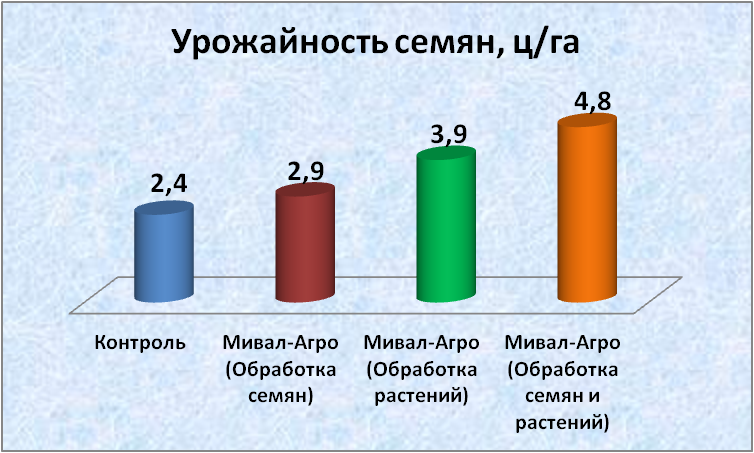 Урожайность семян, ц/га
2,4
2,9
3,9
4,8
Контроль
Мивал-Агро
(Обработка
семян)
Мивал-Агро
(Обработка
растений)
Мивал-Агро
(Обработка
семян и
растений)